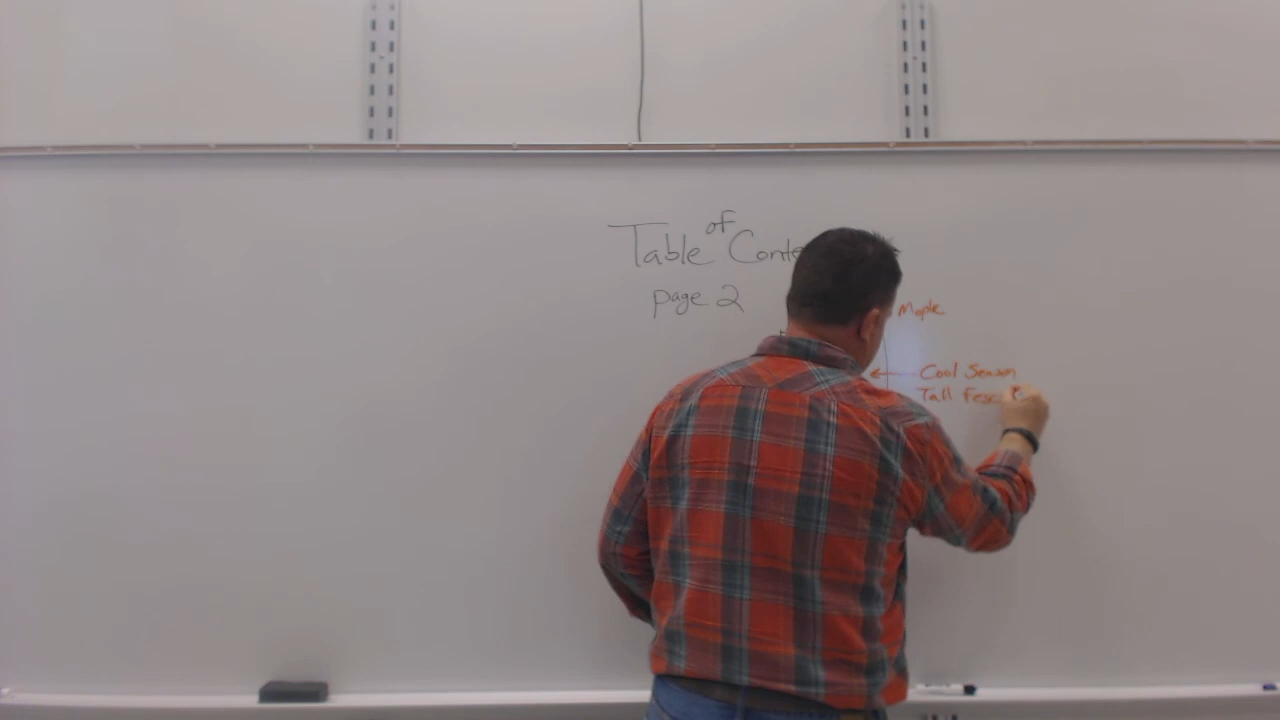 Table of Conte
page 2
Maple
Cool Season
Tall Fesc